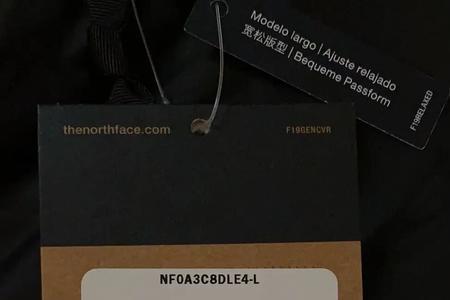 Modelo largo | Ajuste relajado
宽松版型 | Bequeme Passform
F19RELAXED
thenorthface.com
F19GENCVR
NF0A3C8DLE4-L